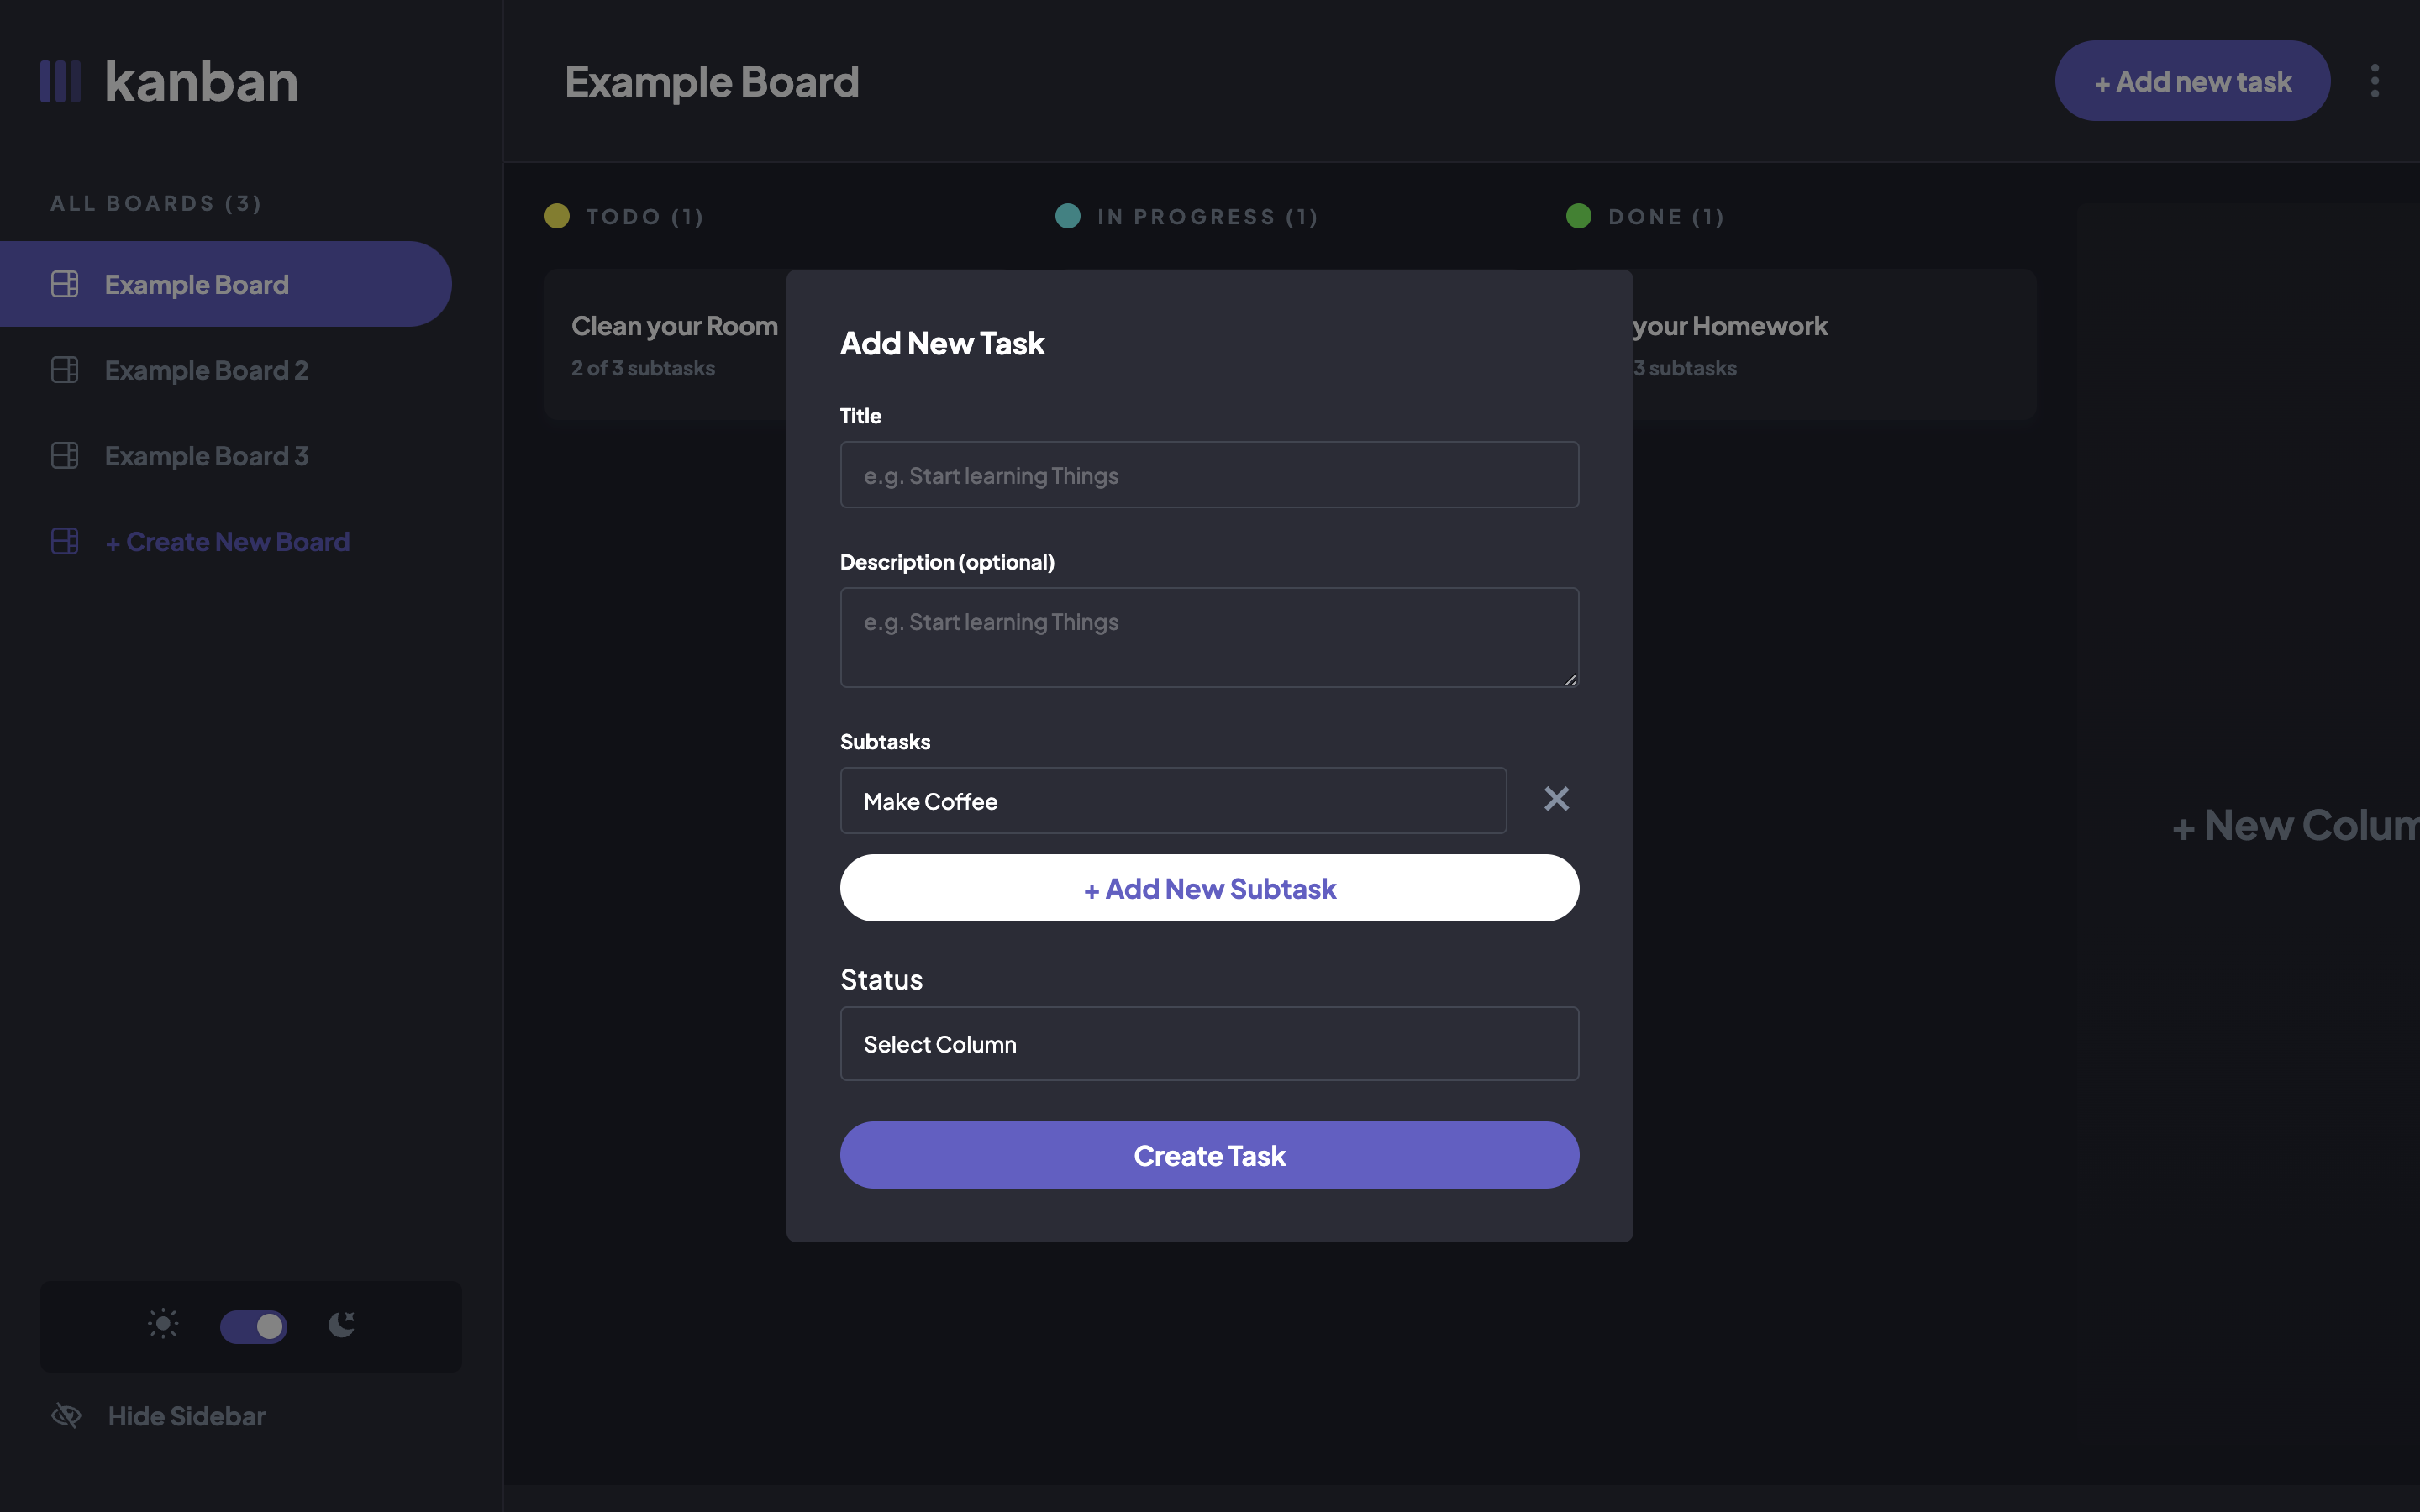 kanban
ALL BOARDS (3)
Example Board
Example Board 2
Example Board 3
+ Create New Board
Hide Sidebar
Example Board
+ Add new task
TODO (1)
IN PROGRESS (1)
DONE (1)
Clean your Room
2 of 3 subtasks
your Homework
3 subtasks
+ New Colum
Add New Task
Title
e.g. Start learning Things
Description (optional)
e.g. Start learning Things
Subtasks
Make Coffee
+ Add New Subtask
Status
Select Column
Create Task